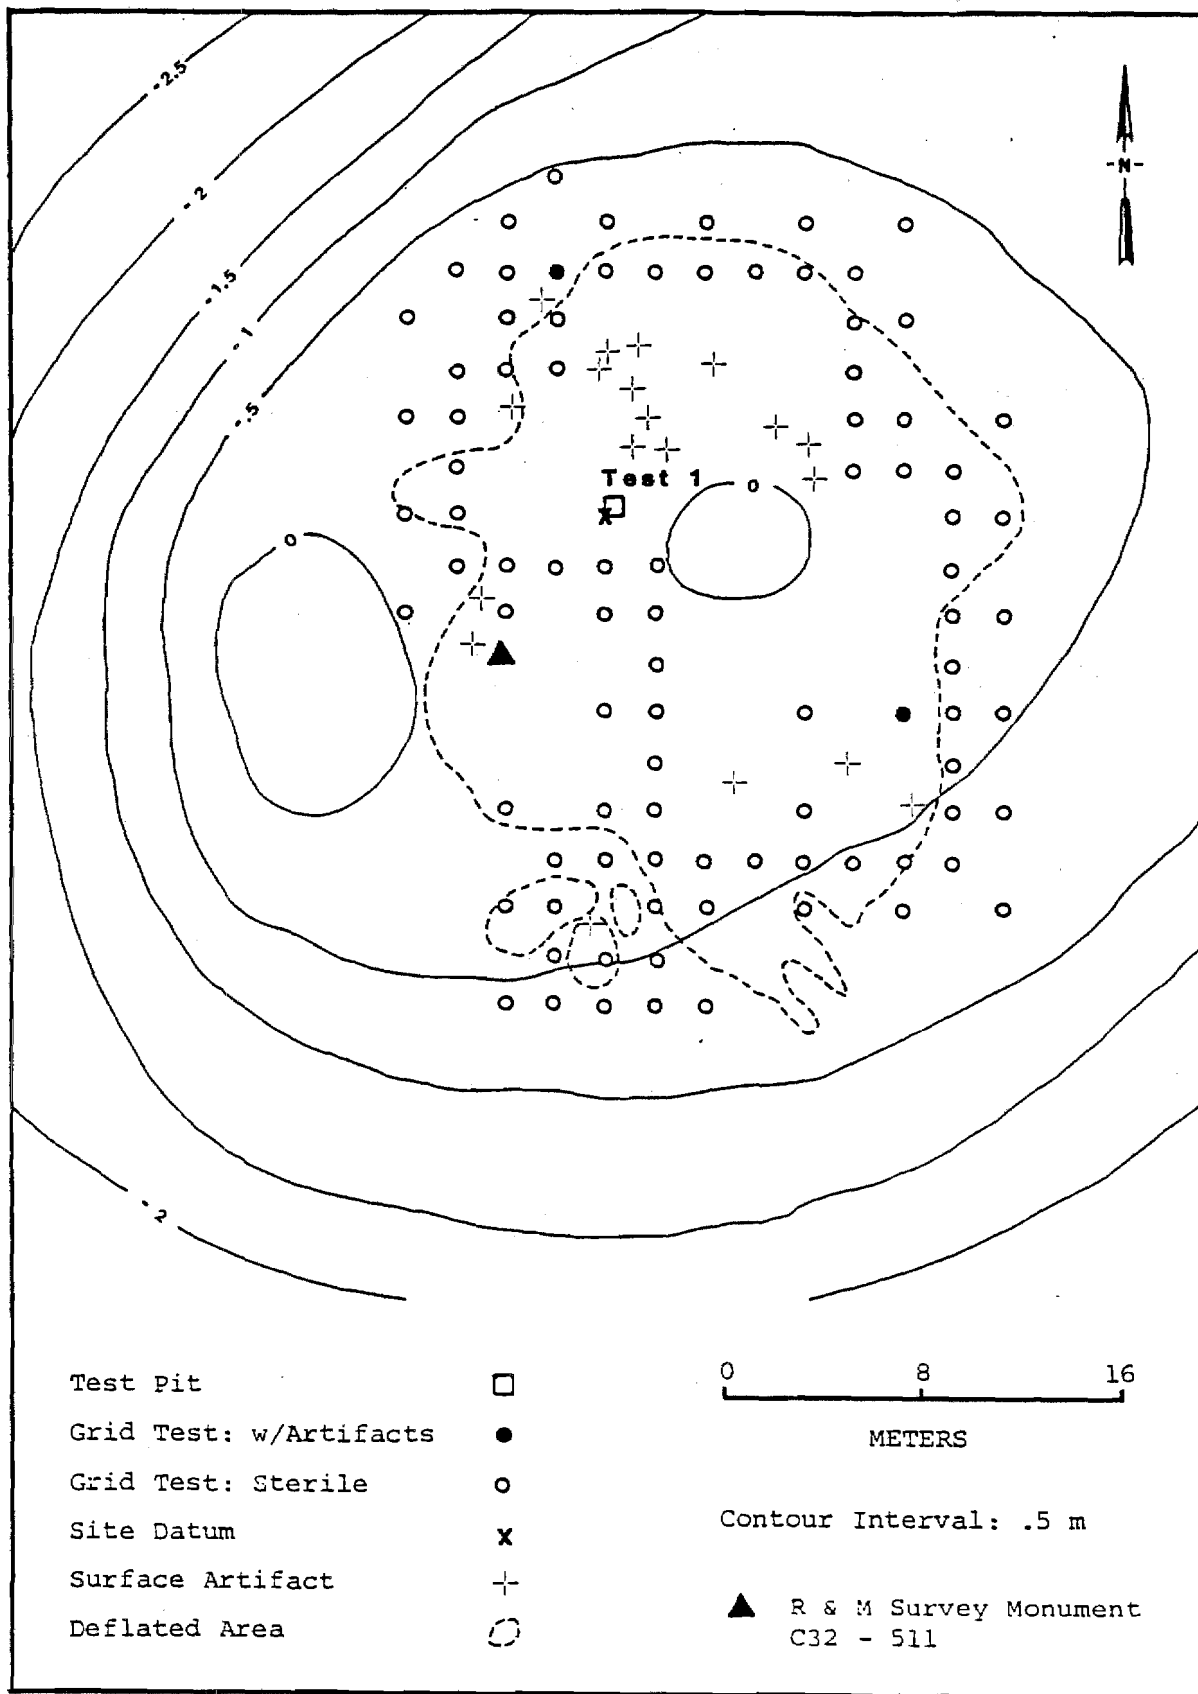 -2.5
-N-
-2
-1.5
-1
-.5
Test 1
0
0
-2
Test Pit
Grid Test: w/Artifacts
Grid Test: Sterile
Site Datum
x
Surface Artifact
Deflated Area
0 8 16
METERS
Contour Interval: .5 m
R & M Survey Monument
C32 - 511